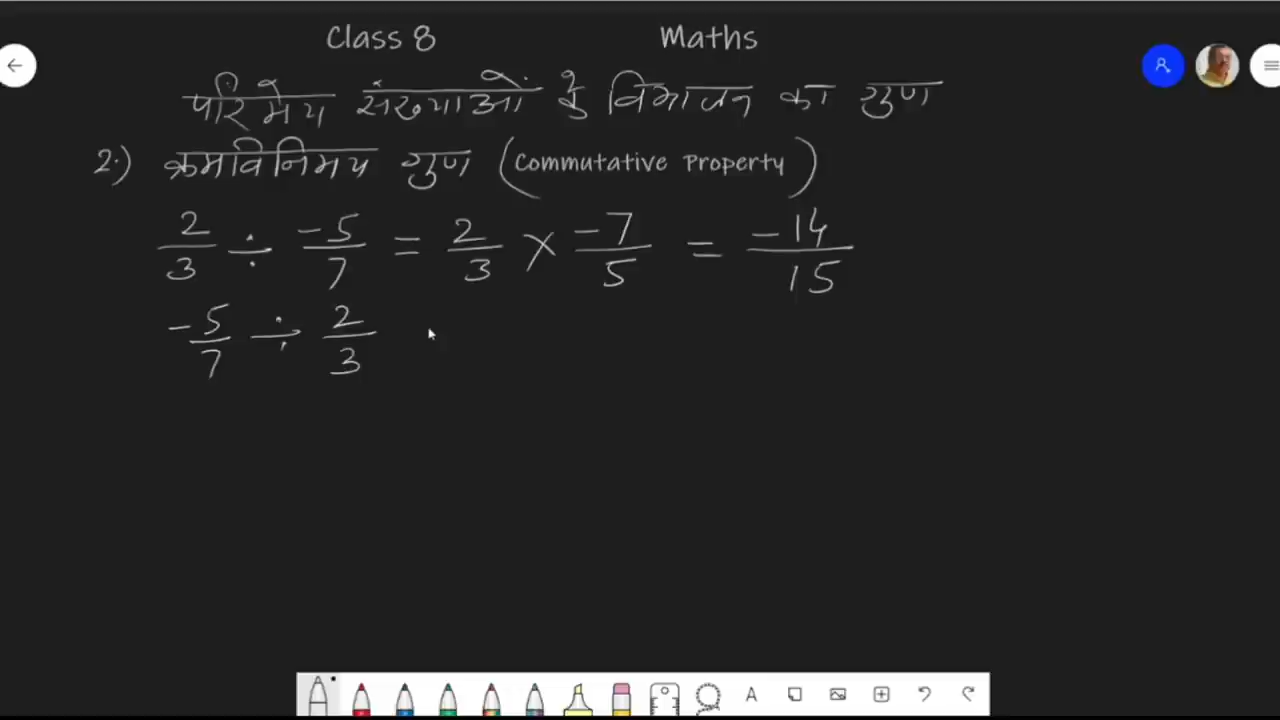 Class 8 Maths
परिमेय संख्याओं के विभाजन का गुण
2.) क्रमविनिमय गुण (Commutative Property)
2/3 ÷ -5/7 = 2/3 × -7/5 = -14/15
-5/7 ÷ 2/3
A